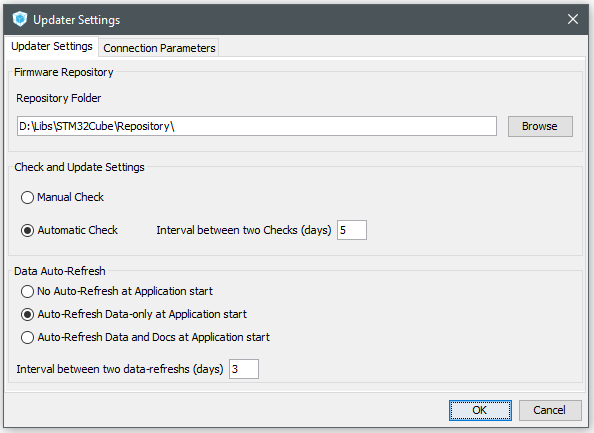 Updater Settings
Updater Settings Connection Parameters
Firmware Repository
Repository Folder
D:\Libs\STM32Cube\Repository\ Browse
Check and Update Settings
Manual Check
Automatic Check Interval between two Checks (days) 5
Data Auto-Refresh
No Auto-Refresh at Application start
Auto-Refresh Data-only at Application start
Auto-Refresh Data and Docs at Application start
Interval between two data-refreshs (days) 3
OK Cancel